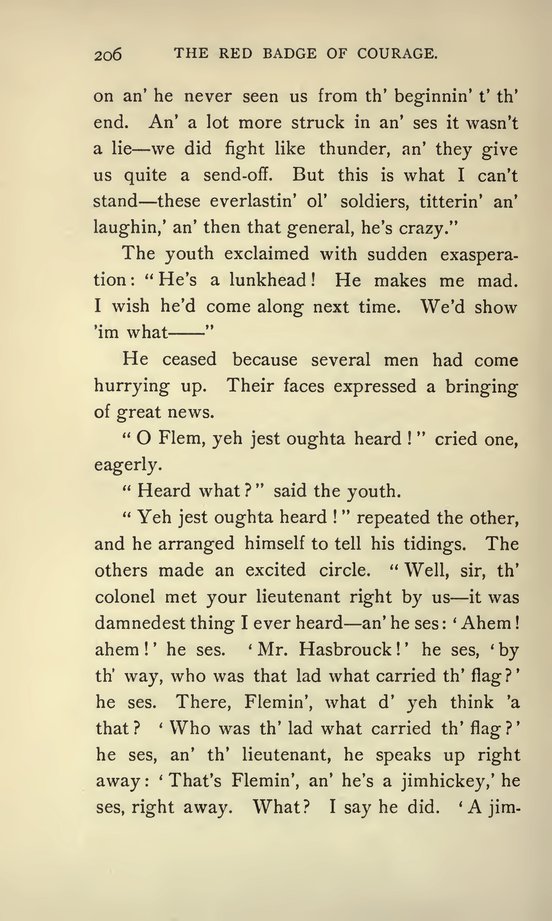 206 THE RED BADGE OF COURAGE.
on an' he never seen us from th' beginnin' t' th'
end. An' a lot more struck in an' ses it wasn't
a lie—we did fight like thunder, an' they give
us quite a send-off. But this is what I can't
stand—these everlastin' ol' soldiers, titterin' an'
laughin,' an' then that general, he's crazy."
The youth exclaimed with sudden exaspera-
tion: "He's a lunkhead! He makes me mad.
I wish he'd come along next time. We'd show
'im what——"
He ceased because several men had come
hurrying up. Their faces expressed a bringing
of great news.
"O Flem, yeh jest oughta heard!" cried one,
eagerly.
"Heard what?" said the youth.
"Yeh jest oughta heard!" repeated the other,
and he arranged himself to tell his tidings. The
others made an excited circle. "Well, sir, th'
colonel met your lieutenant right by us—it was
damnedest thing I ever heard—an' he ses: 'Ahem!
ahem!' he ses. 'Mr. Hasbrouck!' he ses, 'by
th' way, who was that lad what carried th' flag?'
he ses. There, Flemin', what d' yeh think 'a
that? 'Who was th' lad what carried th' flag?'
he ses, an' th' lieutenant, he speaks up right
away: 'That's Flemin', an' he's a jimhickey,' he
ses, right away. What? I say he did. 'A jim-